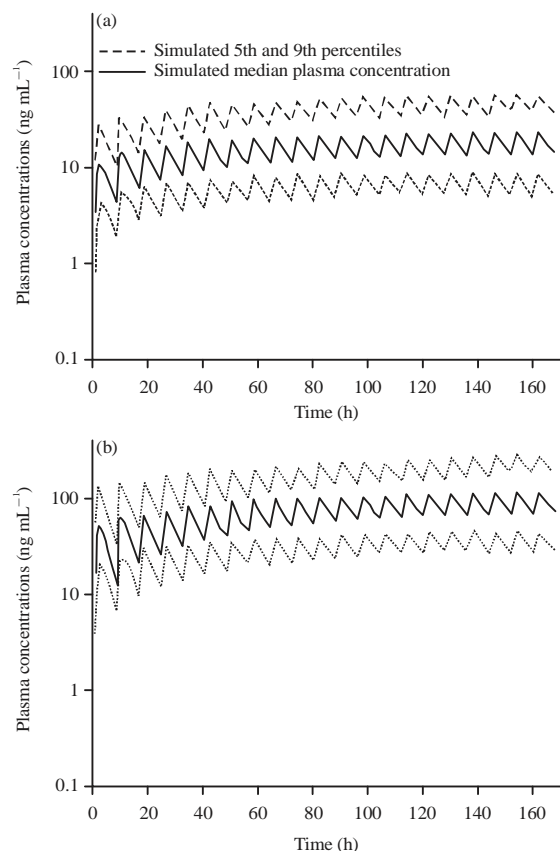 (a)
Simulated 5th and 9th percentiles
Simulated median plasma concentration
Plasma concentrations (ng mL−1)
100
10
1
0.1
0 20 40 60 80 100 120 140 160
Time (h)
(b)
Plasma concentrations (ng mL−1)
100
10
1
0.1
0 20 40 60 80 100 120 140 160
Time (h)